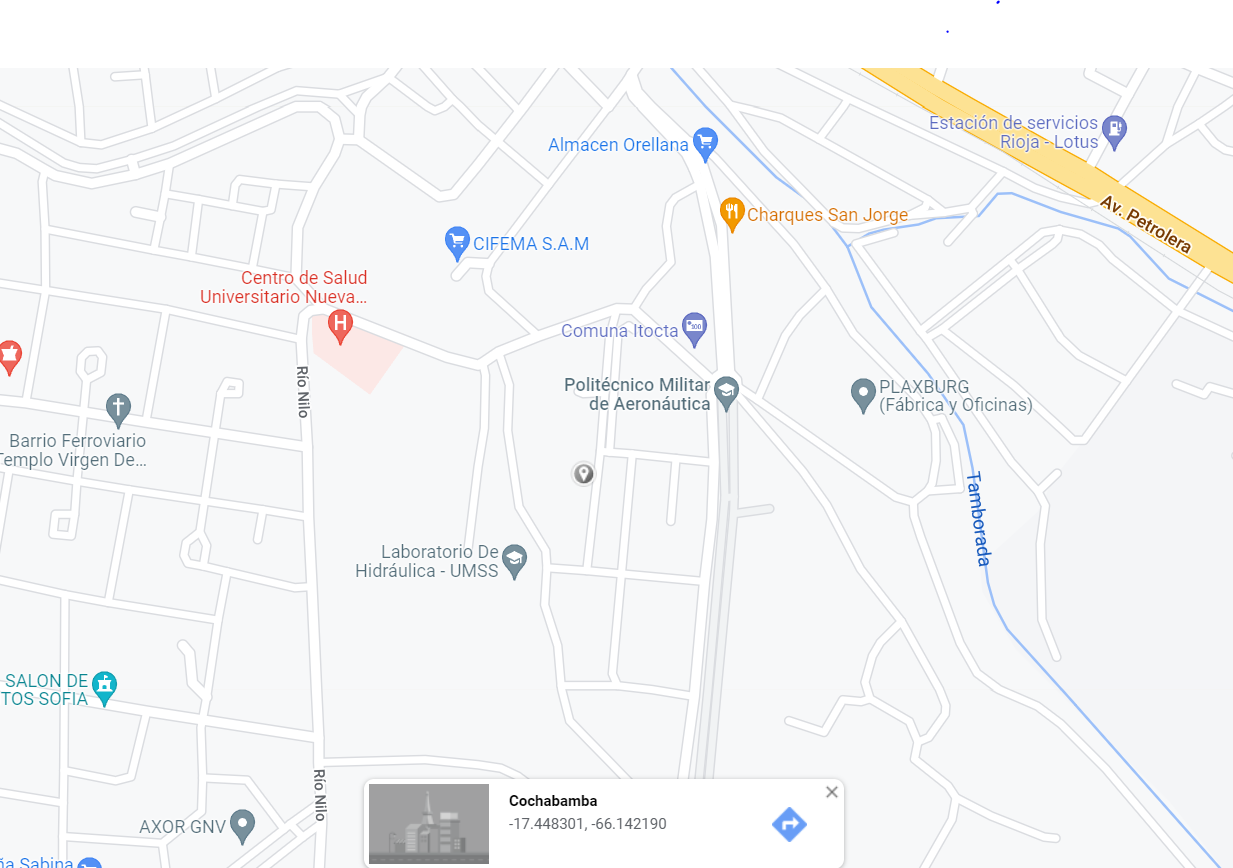 Estación de servicios
Rioja - Lotus
Almacen Orellana
Av. Petrolera
Charques San Jorge
CIFEMA S.A.M
Centro de Salud
Universitario Nueva...
Comuna Itocta
Río Nilo
Politécnico Militar
de Aeronáutica
PLAXBURG
(Fábrica y Oficinas)
Barrio Ferroviario
Templo Virgen De...
Tamborada
Laboratorio De
Hidráulica - UMSS
SALON DE
TOS SOFIA
Río Nilo
Cochabamba
-17.448301, -66.142190
AXOR GNV
ña Sabina